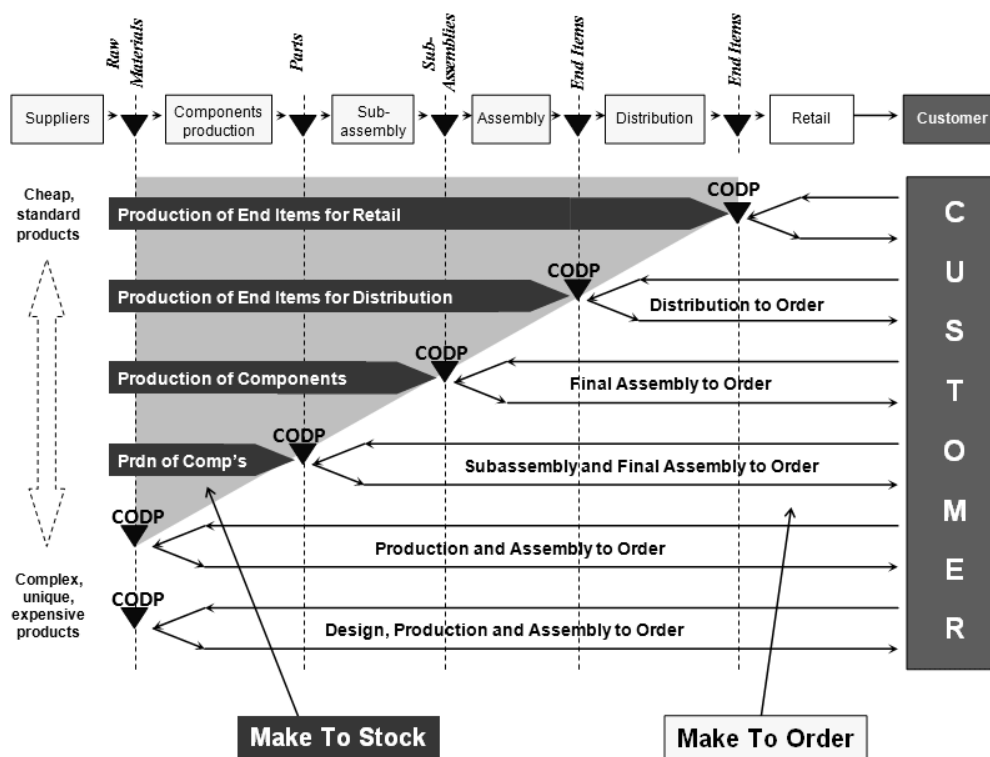 Raw
Materials
Parts
Sub-
Assemblies
End Items
End Items
Suppliers
Components
production
Sub-
assembly
Assembly
Distribution
Retail
Customer
Cheap,
standard
products
Production of End Items for Retail
CODP
Production of End Items for Distribution
CODP
Distribution to Order
Production of Components
CODP
Final Assembly to Order
Prdn of Comp's
CODP
Subassembly and Final Assembly to Order
CODP
Production and Assembly to Order
Complex,
unique,
expensive
products
CODP
Design, Production and Assembly to Order
C
U
S
T
O
M
E
R
Make To Stock
Make To Order